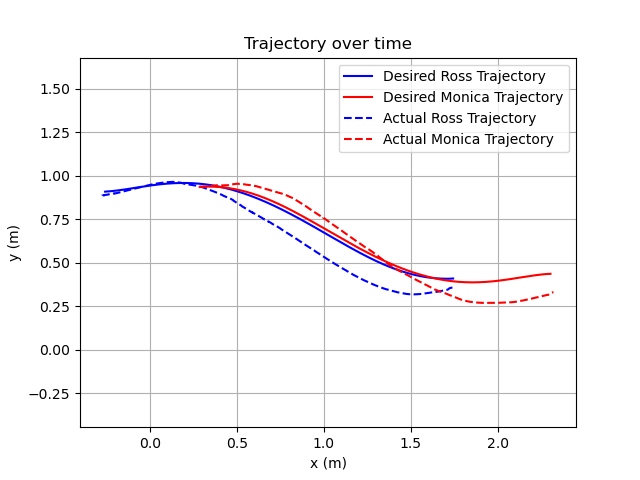 Trajectory over time
Desired Ross Trajectory
Desired Monica Trajectory
Actual Ross Trajectory
Actual Monica Trajectory
1.50
1.25
1.00
0.75
0.50
0.25
0.00
−0.25
y (m)
0.0 0.5 1.0 1.5 2.0
x (m)